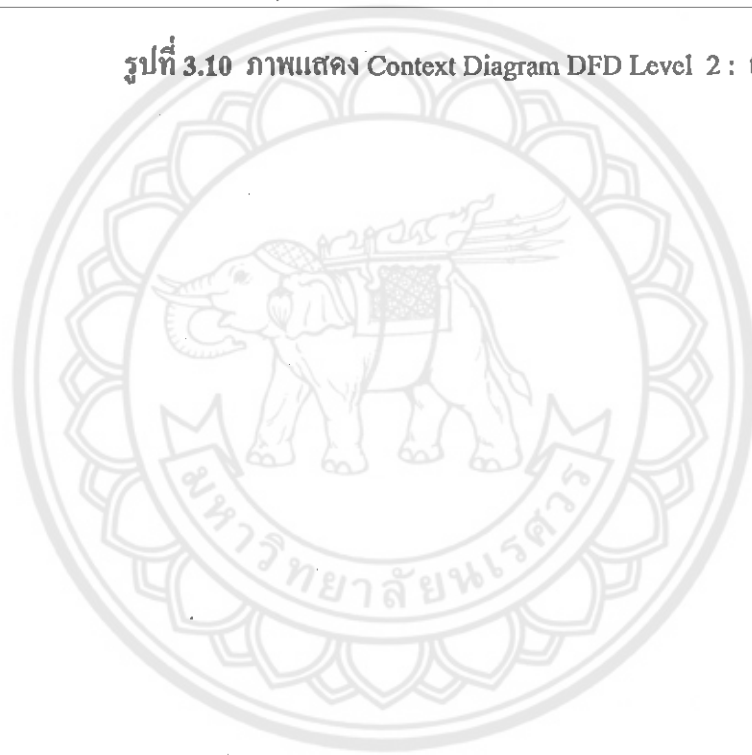 รูปที่ 3.10 ภาพแสดง Context Diagram DFD Level 2 :
มหาวิทยาลัยนเรศวร